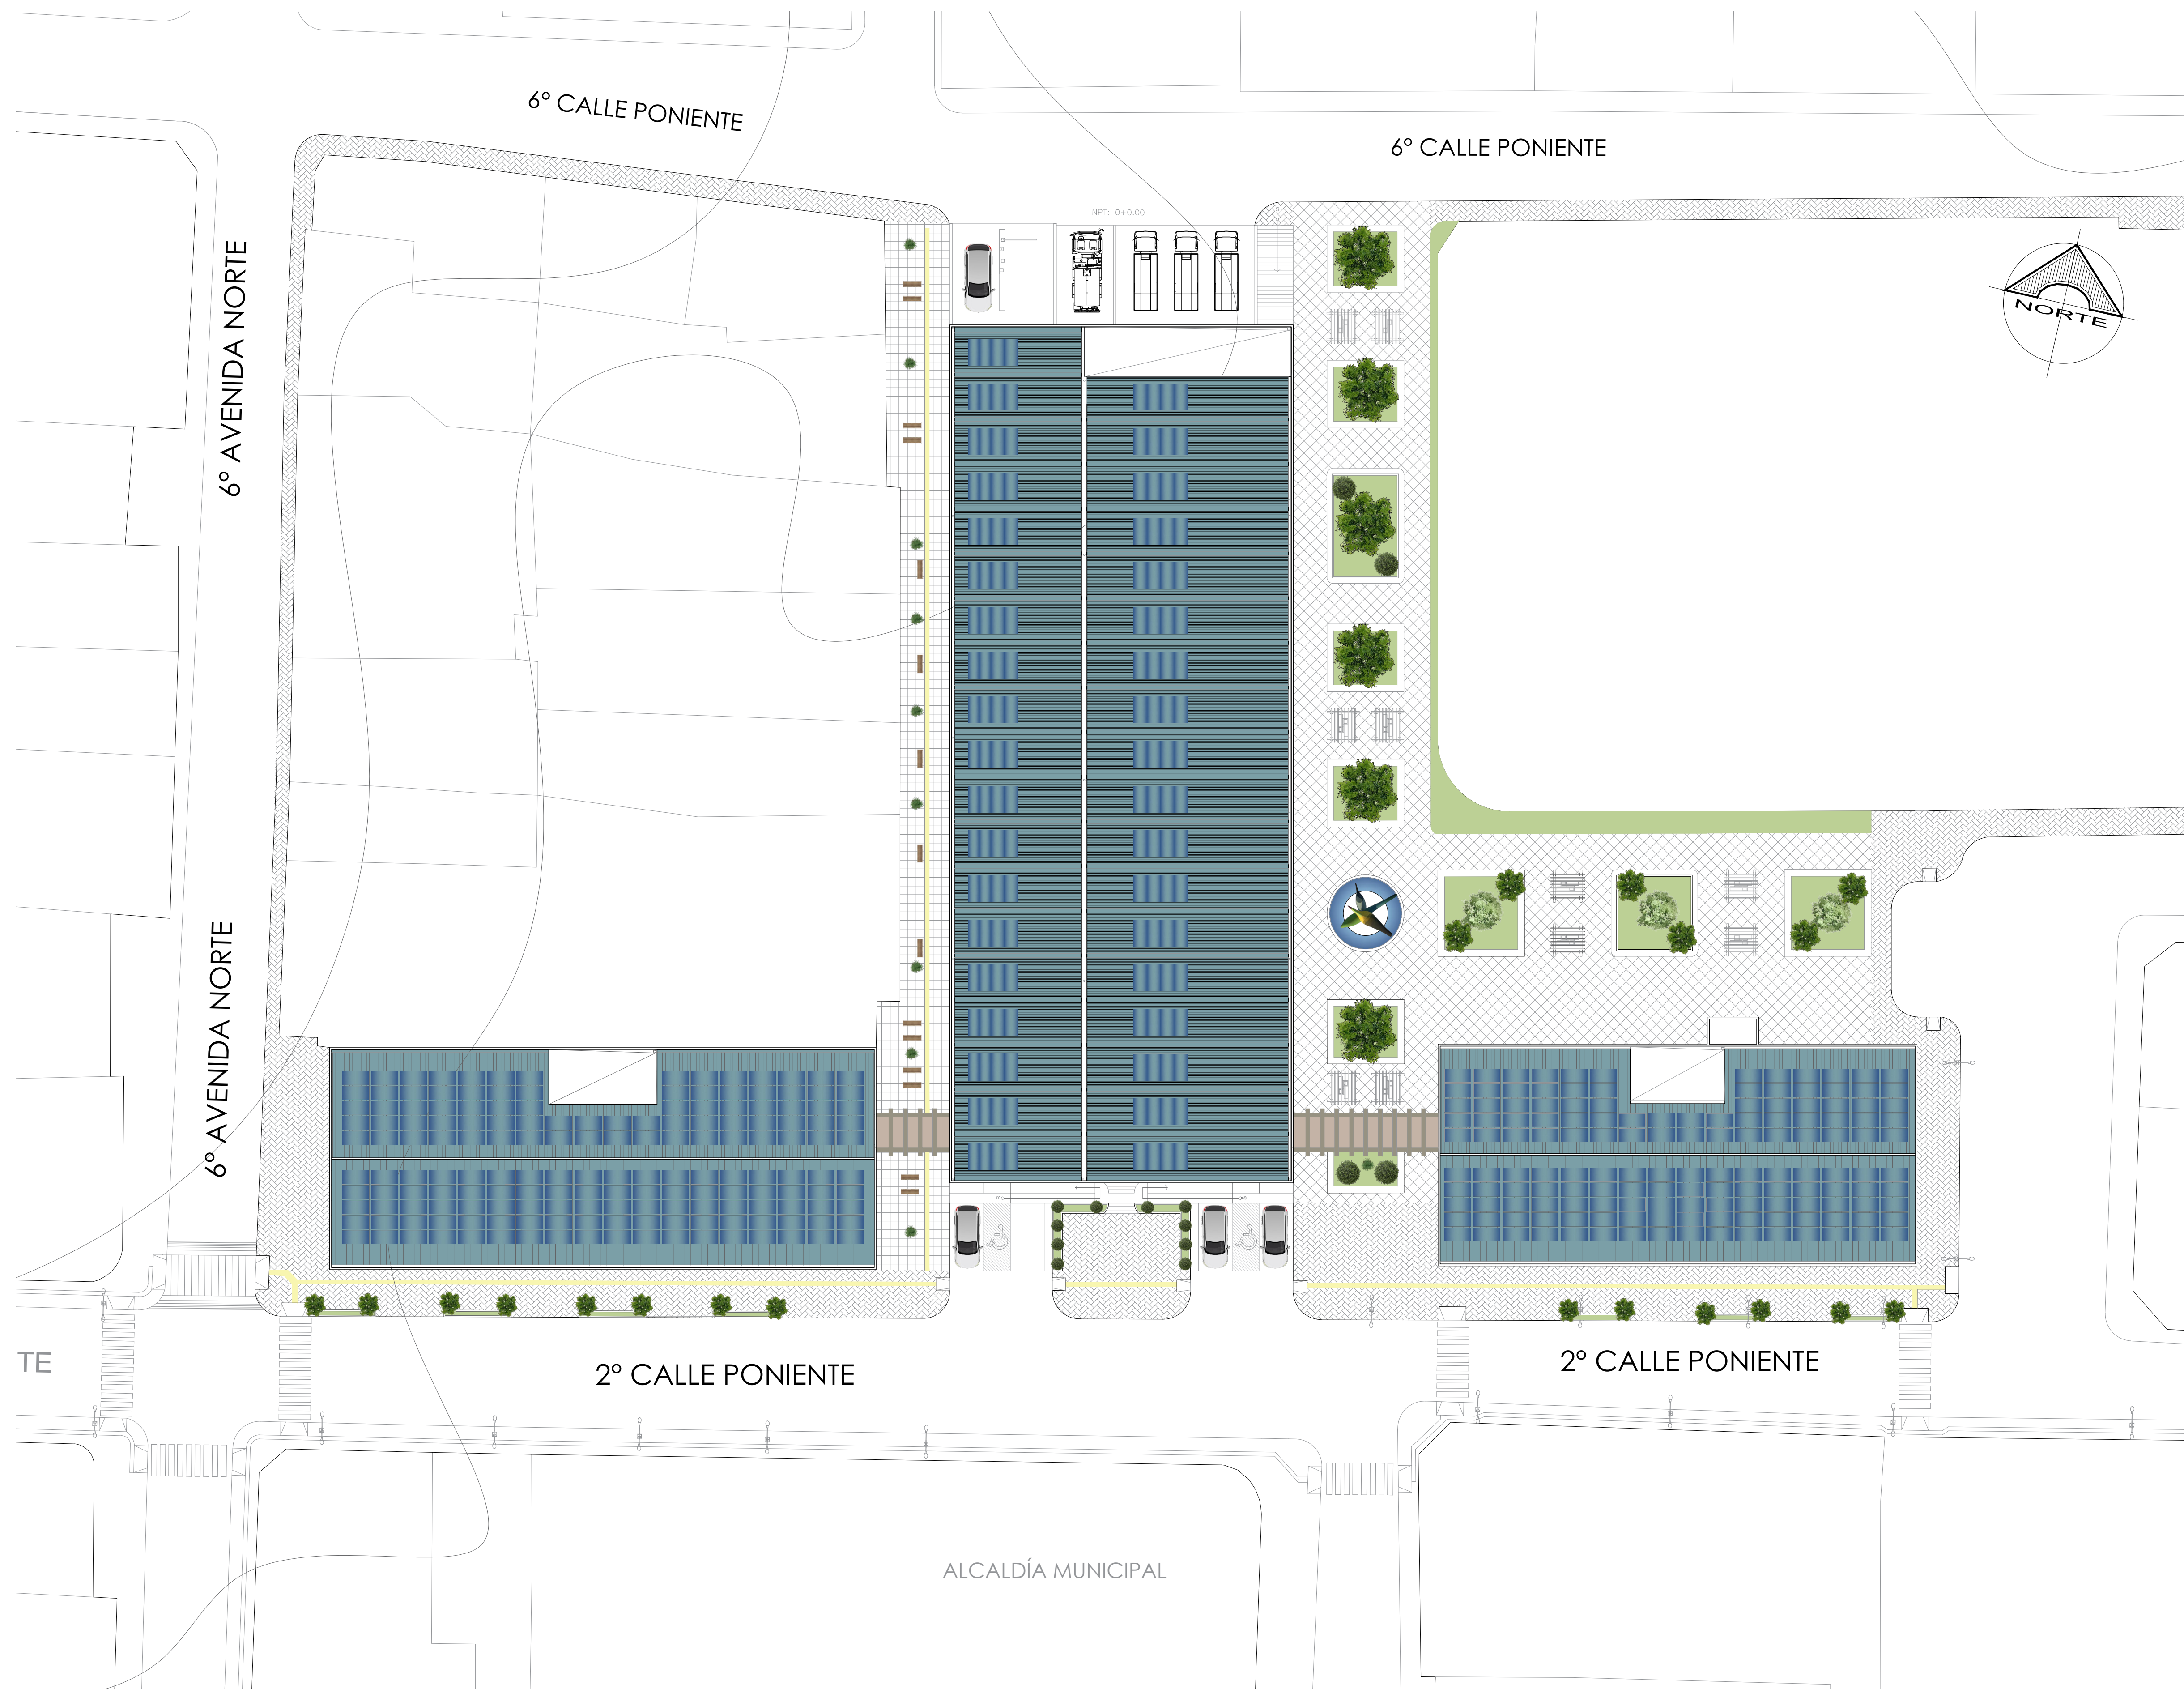 6° CALLE PONIENTE
6° CALLE PONIENTE
NPT: 0+0.00
6° AVENIDA NORTE
NORTE
6° AVENIDA NORTE
TE
2° CALLE PONIENTE
2° CALLE PONIENTE
ALCALDÍA MUNICIPAL